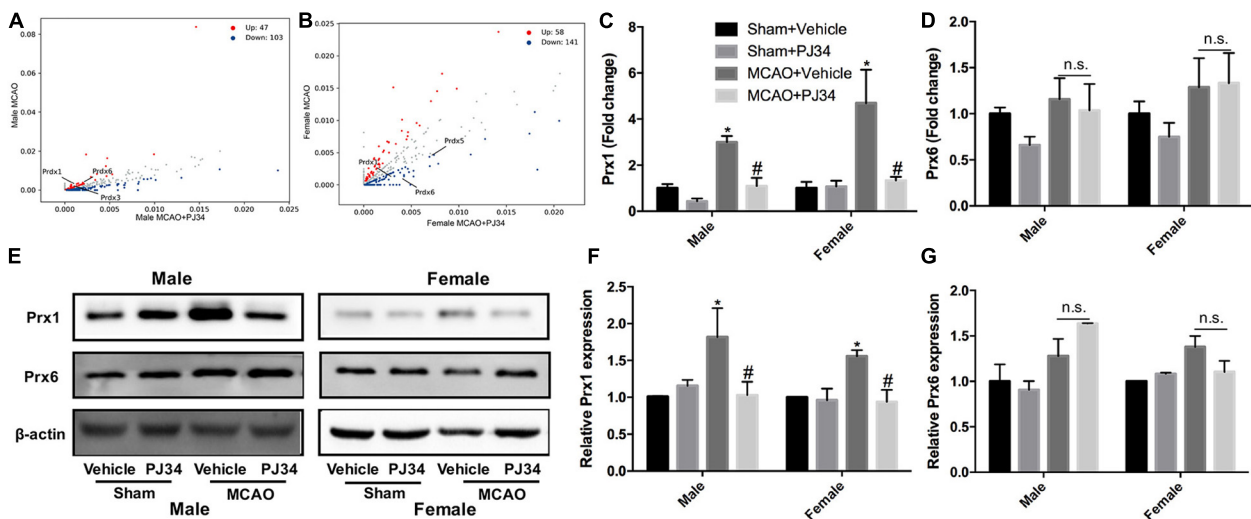 A
Up: 47
Down: 103
Male MCAO
0.08
0.06
0.04
0.02
0.00
Prdx1
Prdx6
Prdx3
0.000
0.005
0.010
0.015
0.020
0.025
Male MCAO+PJ34
B
Up: 58
Down: 141
Female MCAO
0.025
0.020
0.015
0.010
0.005
0.000
Prdx5
Prdx6
0.000
0.005
0.010
0.015
0.020
Female MCAO+PJ34
C
Sham+Vehicle
Sham+PJ34
MCAO+Vehicle
MCAO+PJ34
Prx1 (Fold change)
8
6
4
2
0
*
#
*
#
Male
Female
D
Prx6 (Fold change)
2.0
1.5
1.0
0.5
0.0
n.s.
n.s.
Male
Female
E
Male
Female
Prx1
Prx6
β-actin
Vehicle PJ34 Vehicle PJ34
Sham MCAO
Male
Vehicle PJ34 Vehicle PJ34
Sham MCAO
Female
F
Relative Prx1 expression
2.5
2.0
1.5
1.0
0.5
0.0
*
#
*
#
Male
Female
G
Relative Prx6 expression
2.0
1.5
1.0
0.5
0.0
n.s.
n.s.
Male
Female